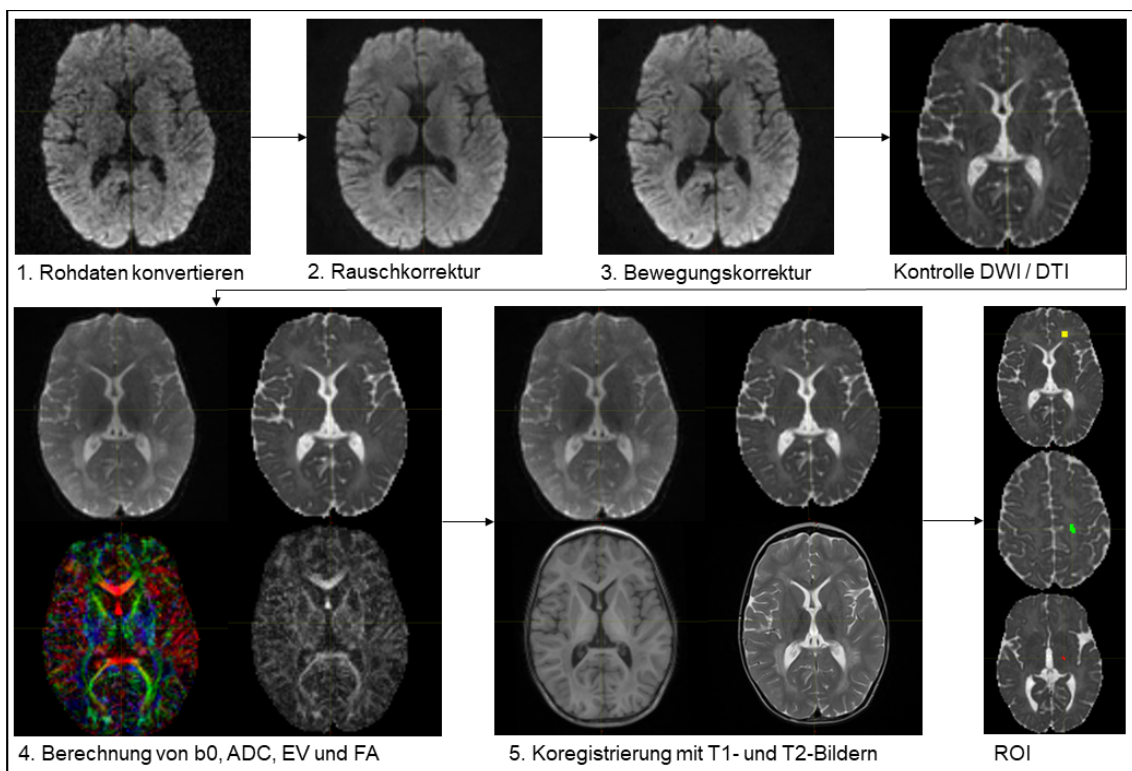 1. Rohdaten konvertieren
2. Rauschkorrektur
3. Bewegungskorrektur
Kontrolle DWI / DTI
4. Berechnung von b0, ADC, EV und FA
5. Koregistrierung mit T1- und T2-Bildern
ROI